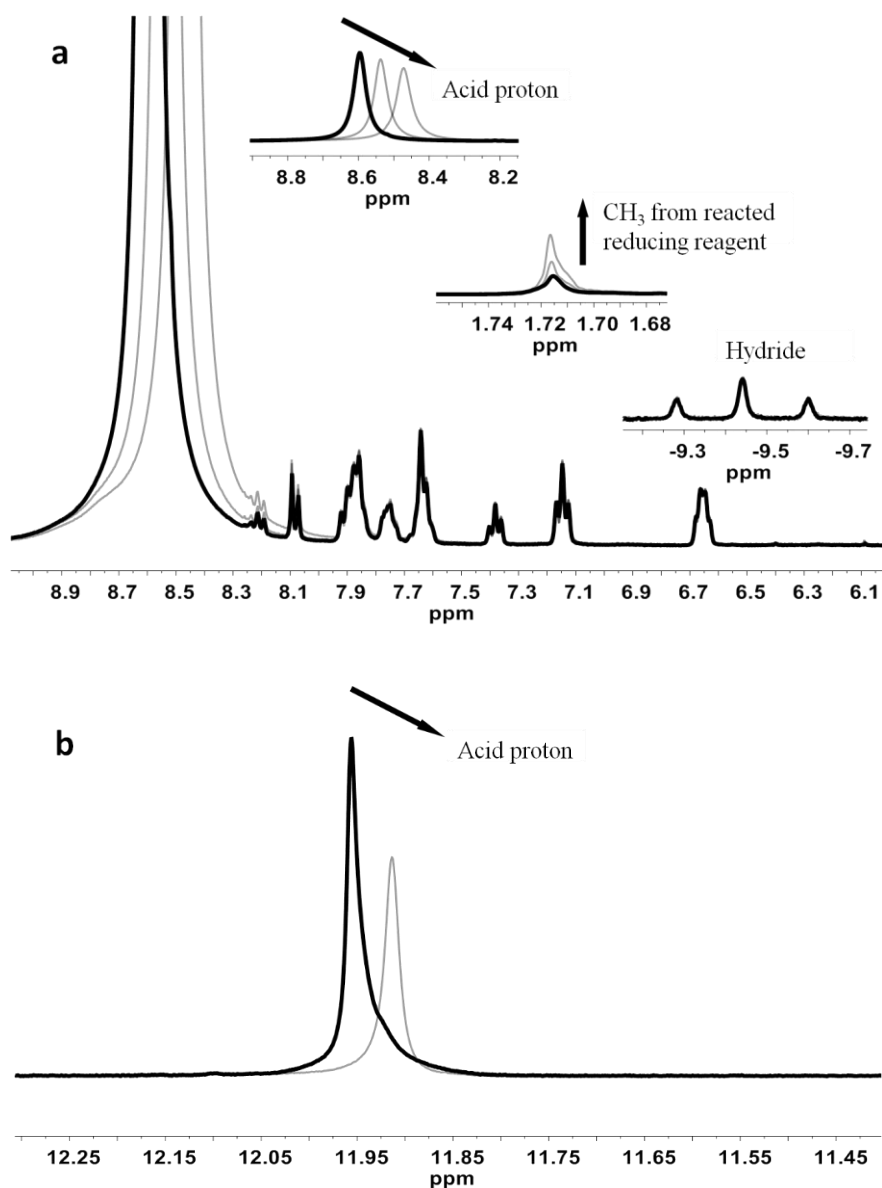 a
Acid proton
8.8 8.6 8.4 8.2
ppm
CH₃ from reacted
reducing reagent
1.74 1.72 1.70 1.68
ppm
Hydride
-9.3 -9.5 -9.7
ppm
8.9 8.7 8.5 8.3 8.1 7.9 7.7 7.5 7.3 7.1 6.9 6.7 6.5 6.3 6.1
ppm
b
Acid proton
12.25 12.15 12.05 11.95 11.85 11.75 11.65 11.55 11.45
ppm